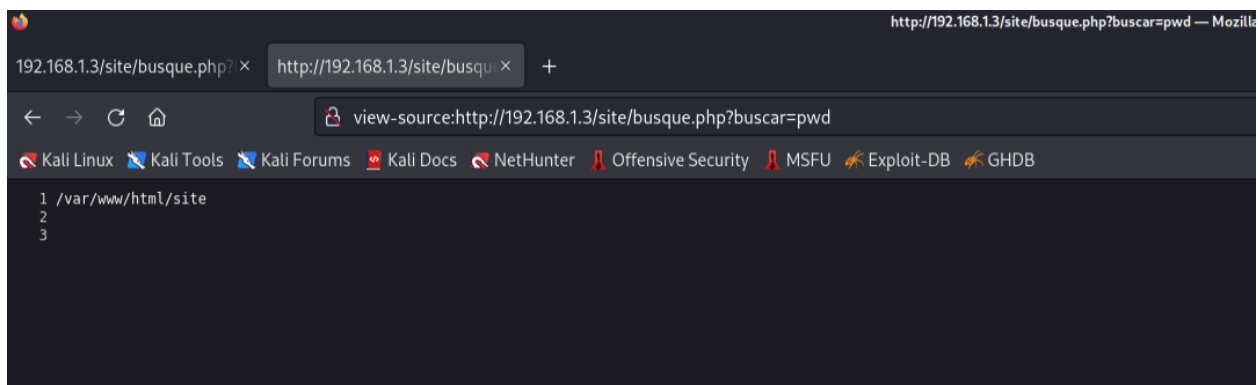 http://192.168.1.3/site/busque.php?buscar=pwd — Mozilla
192.168.1.3/site/busque.php? × http://192.168.1.3/site/busque × +
view-source:http://192.168.1.3/site/busque.php?buscar=pwd
Kali Linux Kali Tools Kali Forums Kali Docs NetHunter Offensive Security MSFU Exploit-DB GHDB
1 /var/www/html/site
2
3